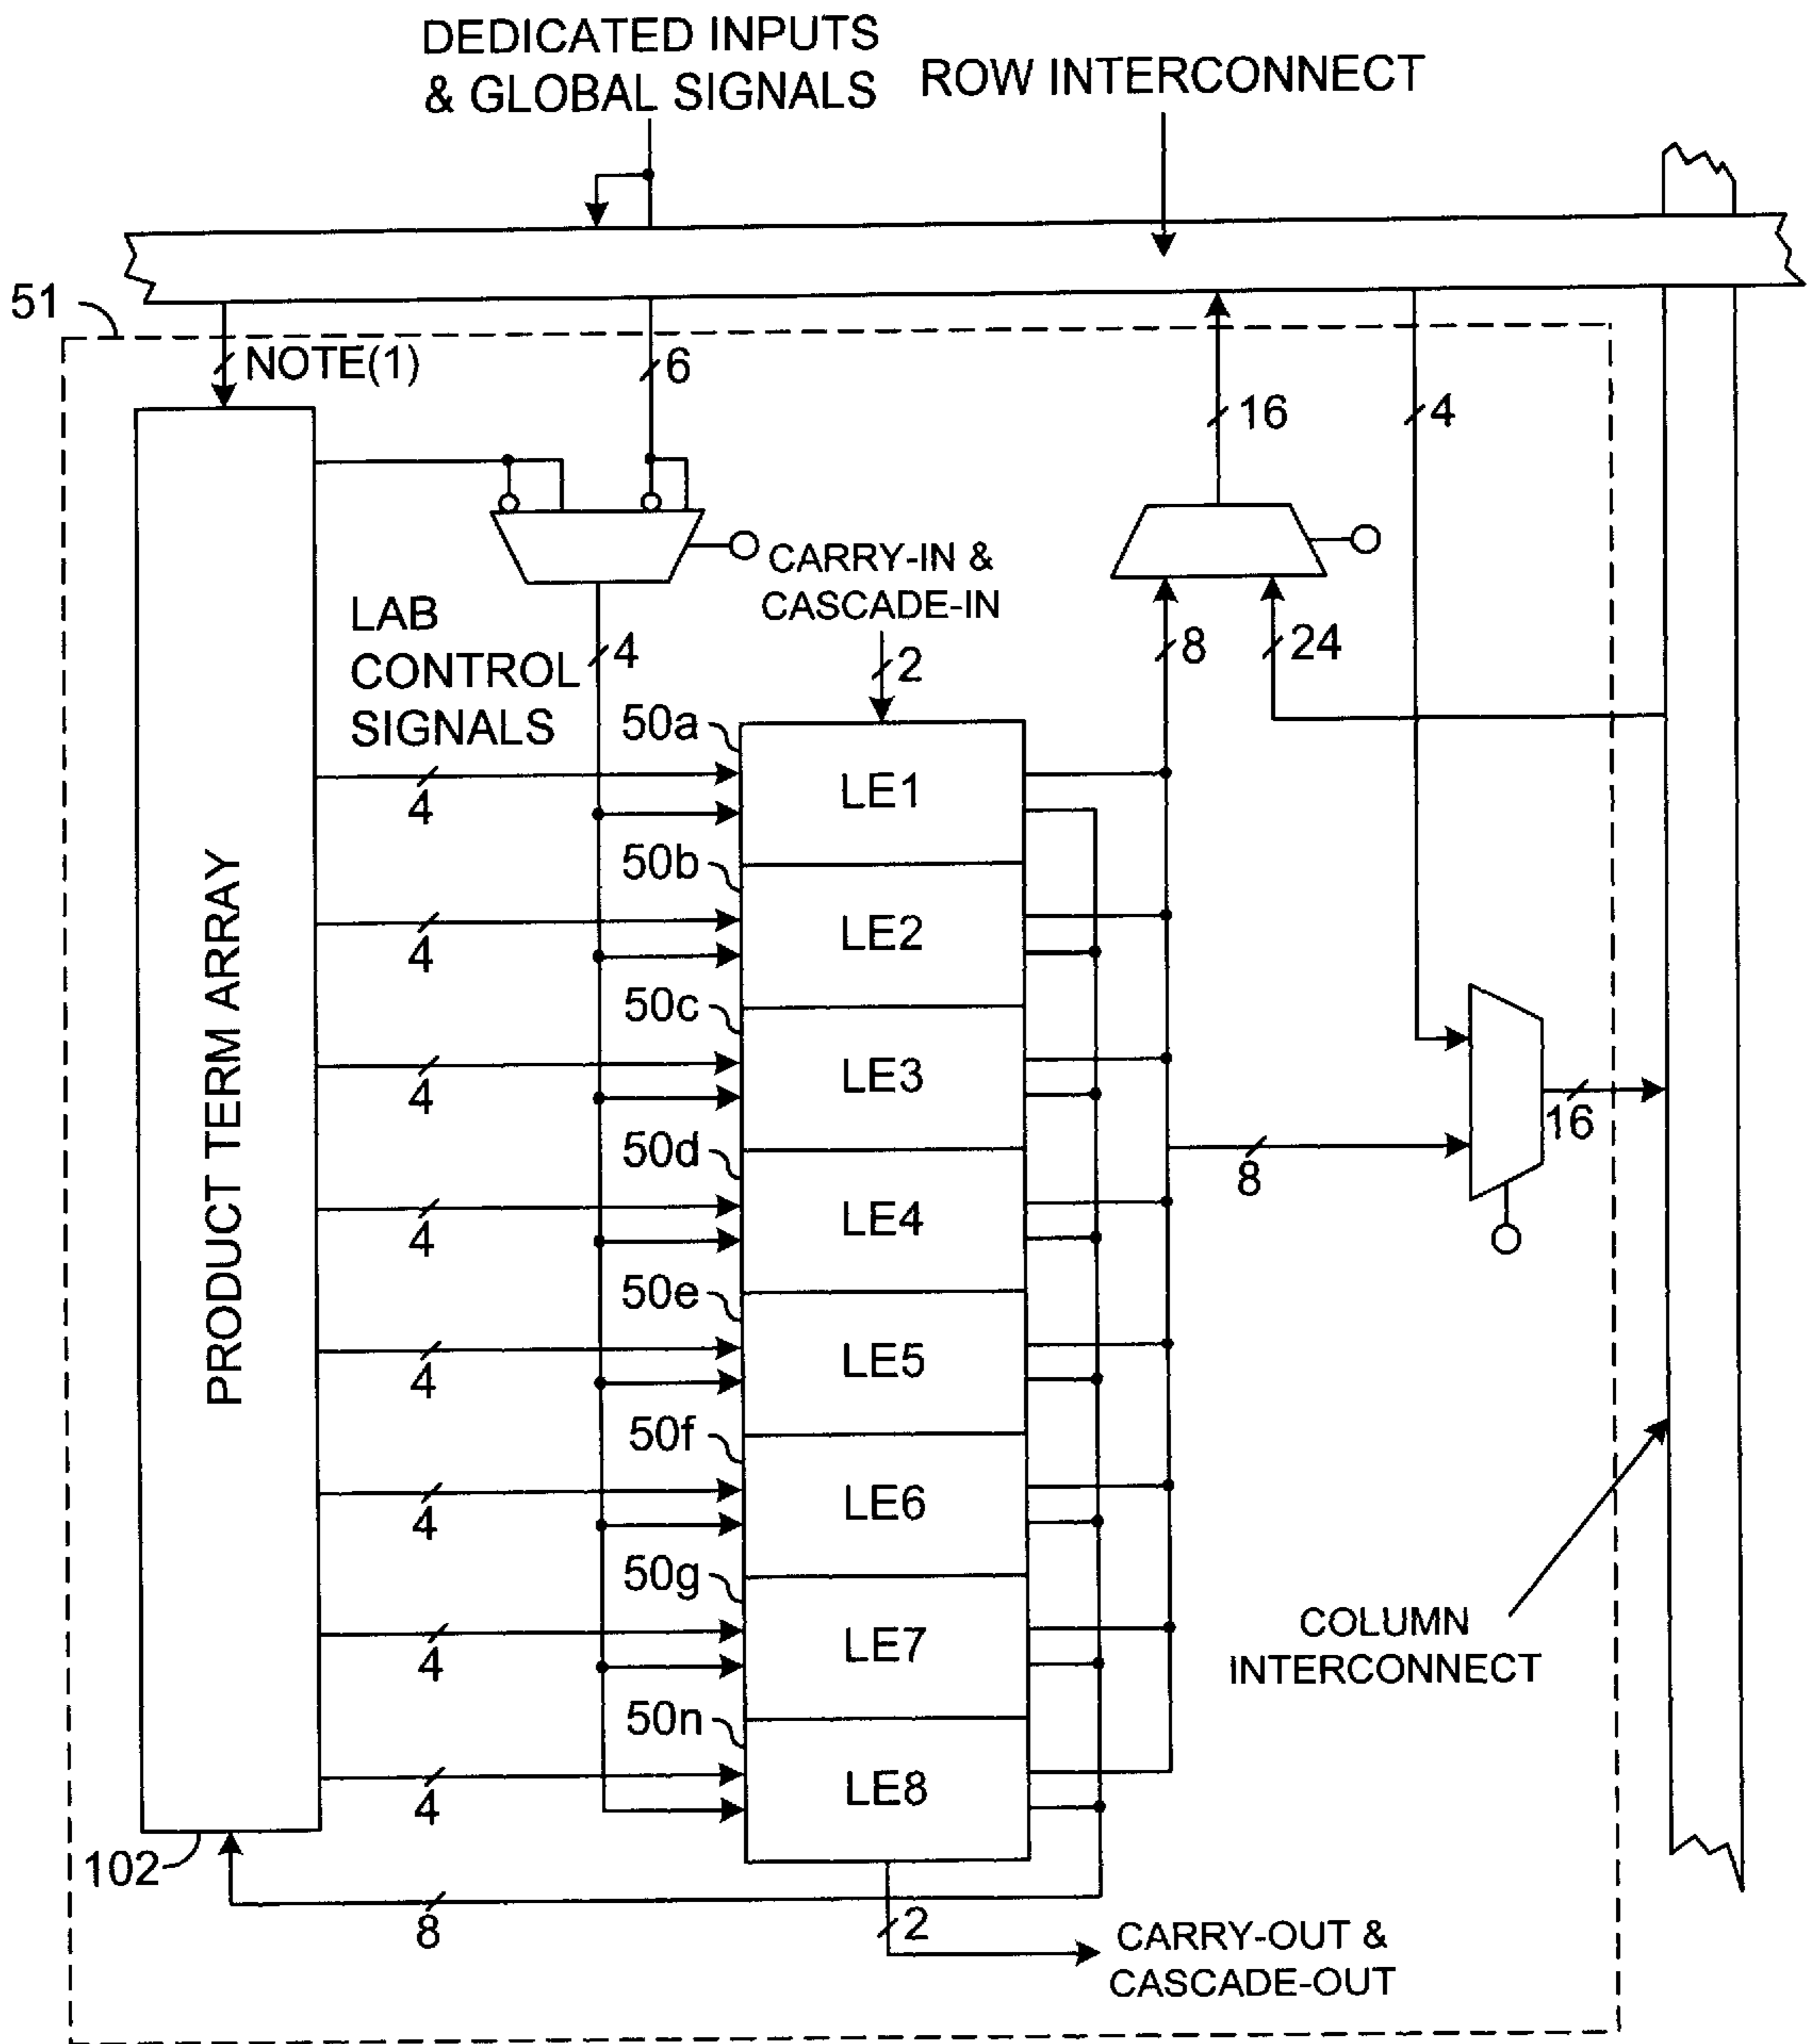 DEDICATED INPUTS
& GLOBAL SIGNALS
ROW INTERCONNECT
51
NOTE(1)
6
16
4
CARRY-IN &
CASCADE-IN
LAB
CONTROL
SIGNALS
4
2
8
24
50a
LE1
4
50b
LE2
4
50c
LE3
4
50d
LE4
4
50e
LE5
4
50f
LE6
4
50g
LE7
4
50n
LE8
4
PRODUCT TERM ARRAY
16
8
COLUMN
INTERCONNECT
102
8
2
CARRY-OUT &
CASCADE-OUT